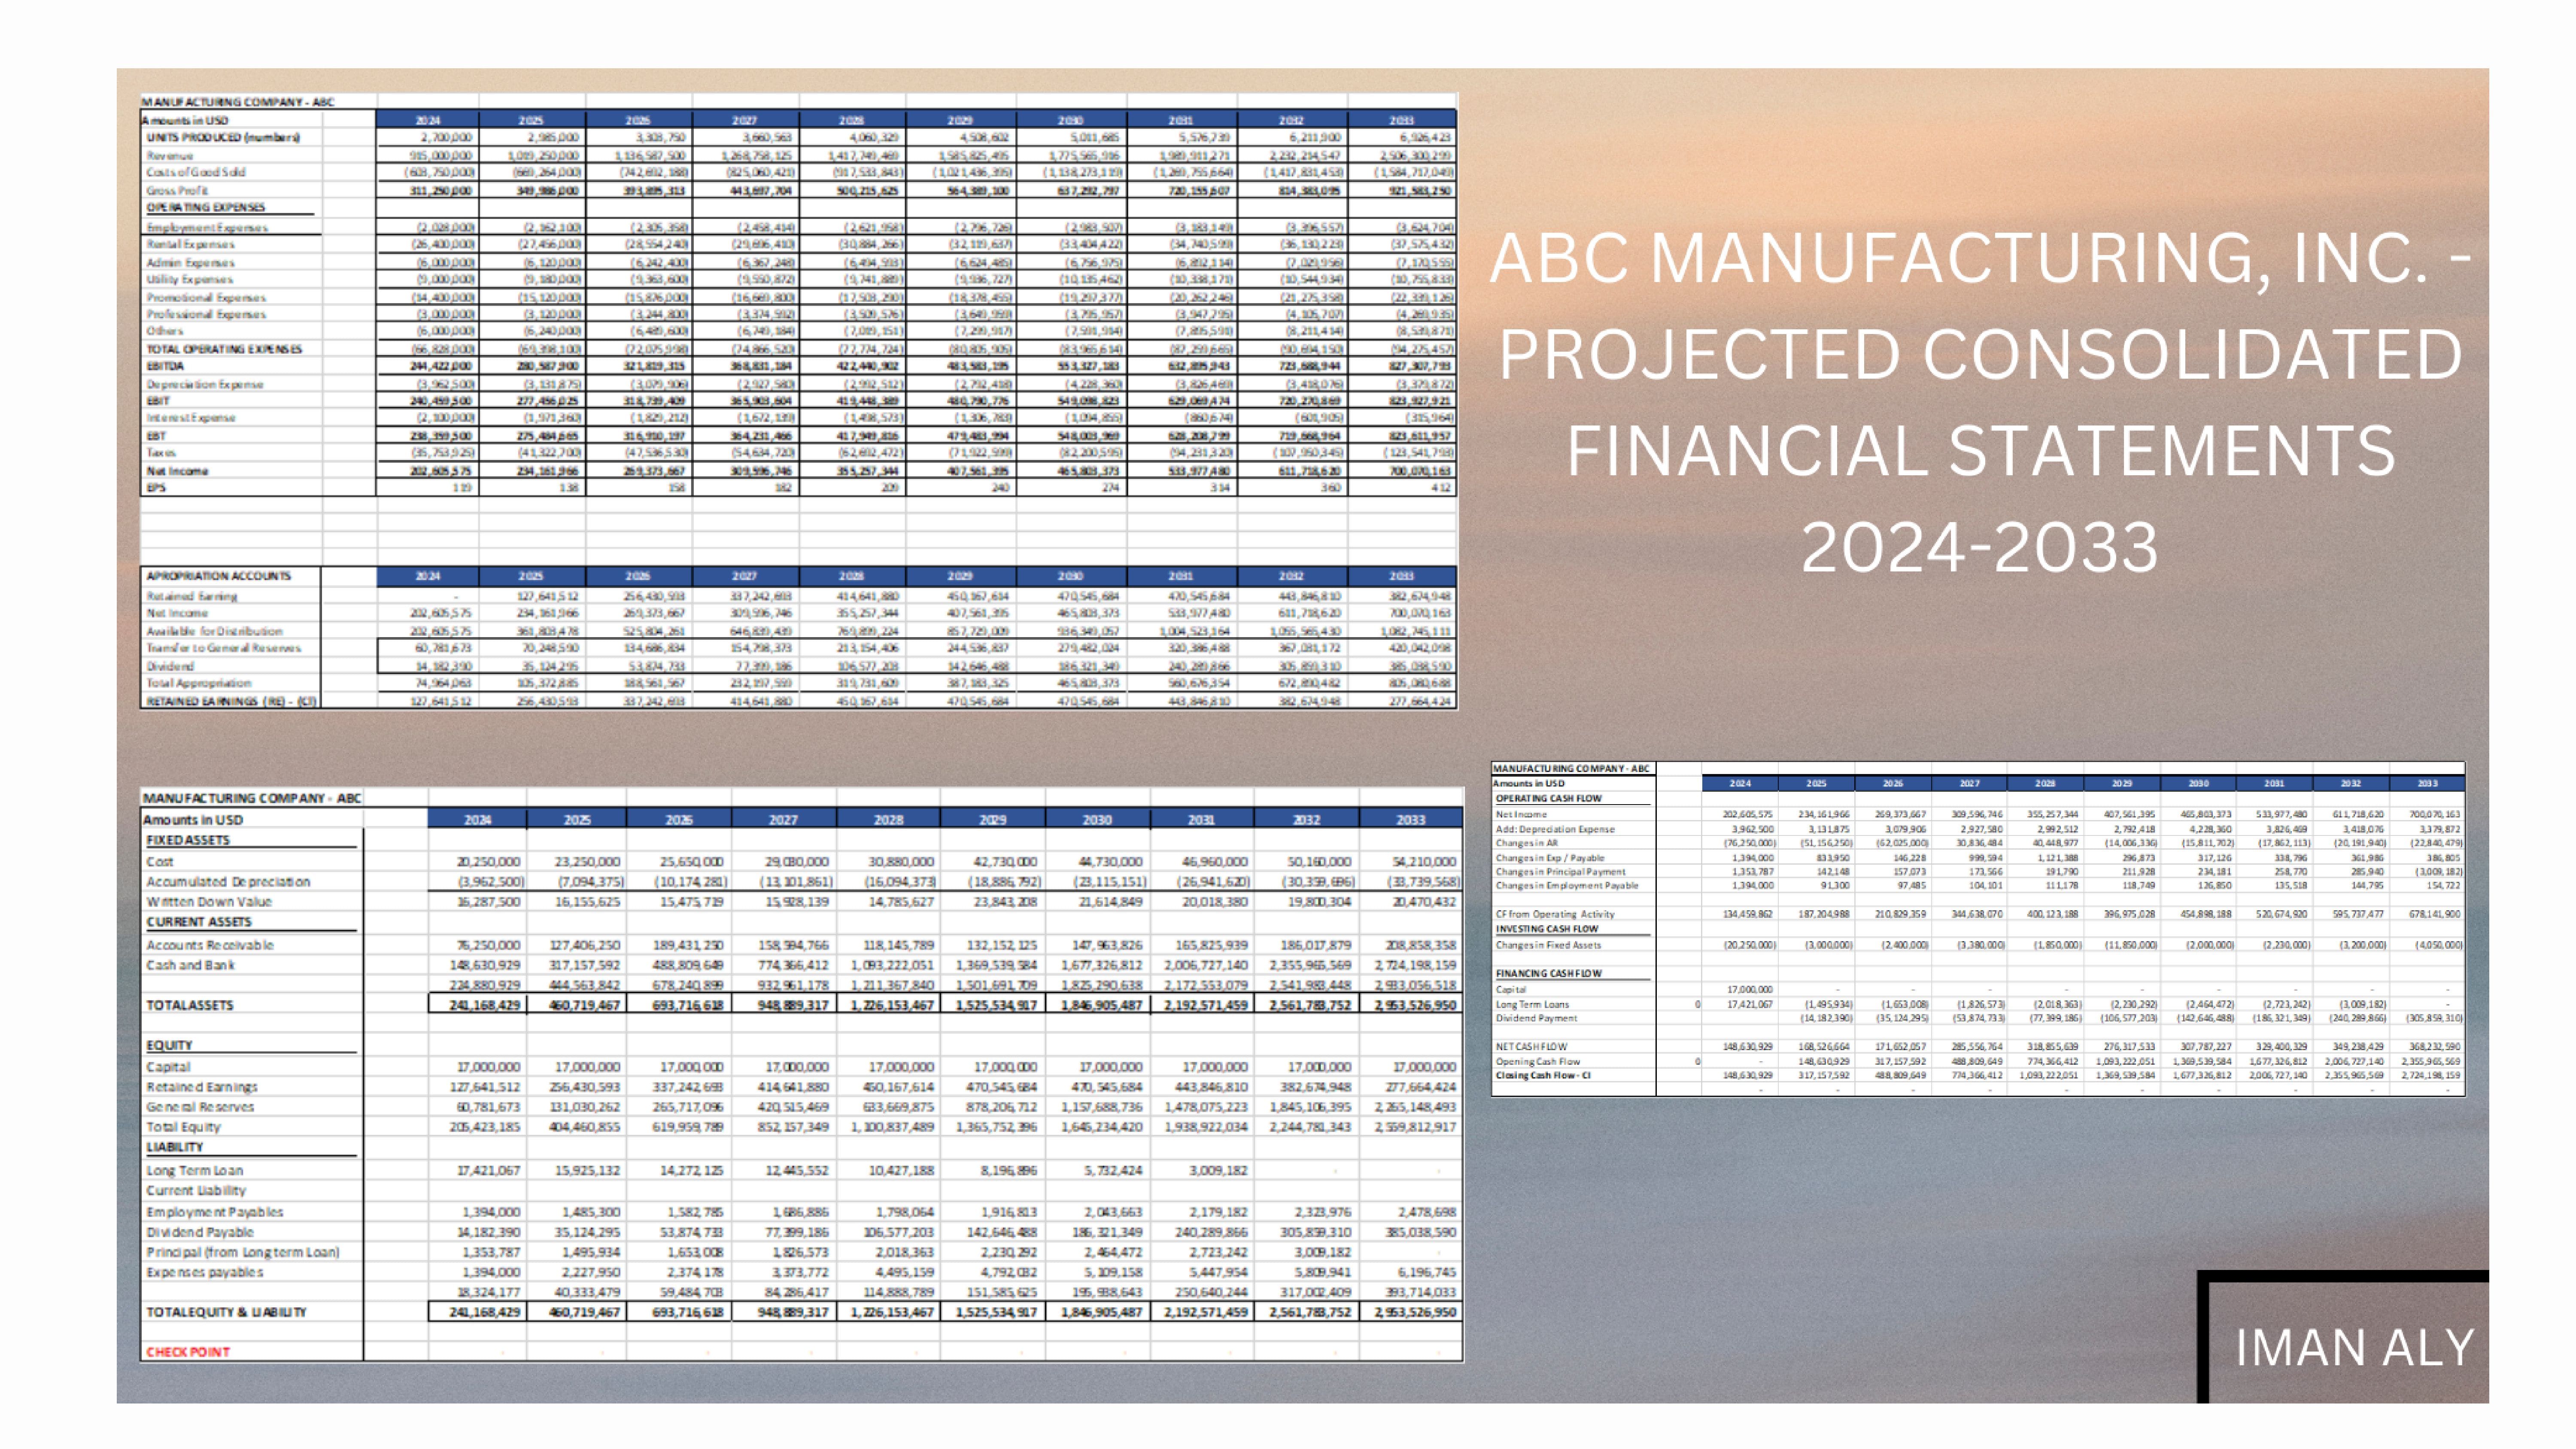 MANUFACTURING COMPANY - ABC
Amounts in USD 2024 2025 2026 2027 2028 2029 2030 2031 2032 2033
UNITS PRODUCED (numbers) 2,700,000 2,985,000 3,303,750 3,660,563 4,060,329 4,508,602 5,011,685 5,576,739 6,211,900 6,926,423
Revenue 915,000,000 1,019,250,000 1,136,587,500 1,268,758,125 1,417,749,469 1,585,825,495 1,775,565,916 1,989,911,271 2,232,214,547 2,506,300,299
Costs of Good Sold (603,750,000) (669,264,000) (742,692,188) (825,060,421) (917,533,843) (1,021,436,395) (1,138,273,119) (1,269,755,664) (1,417,831,453) (1,584,717,049)
Gross Profit 311,250,000 349,986,000 393,895,313 443,697,704 500,215,625 564,389,100 637,292,797 720,155,607 814,383,095 921,583,250
OPERATING EXPENSES
Employment Expenses (2,028,000) (2,162,100) (2,305,358) (2,458,414) (2,621,958) (2,796,726) (2,983,507) (3,183,149) (3,396,557) (3,624,704)
Rental Expenses (26,400,000) (27,456,000) (28,554,240) (29,696,410) (30,884,266) (32,119,637) (33,404,422) (34,740,599) (36,130,223) (37,575,432)
Admin Expenses (6,000,000) (6,120,000) (6,242,400) (6,367,248) (6,494,593) (6,624,485) (6,756,975) (6,892,114) (7,029,956) (7,170,555)
Utility Expenses (9,000,000) (9,180,000) (9,363,600) (9,550,872) (9,741,889) (9,936,727) (10,135,462) (10,338,171) (10,544,934) (10,755,833)
Promotional Expenses (14,400,000) (15,120,000) (15,876,000) (16,669,800) (17,503,290) (18,378,455) (19,297,377) (20,262,246) (21,275,358) (22,339,126)
Professional Expenses (3,000,000) (3,120,000) (3,244,800) (3,374,592) (3,509,576) (3,649,959) (3,795,957) (3,947,795) (4,105,707) (4,269,935)
Others (6,000,000) (6,240,000) (6,489,600) (6,749,184) (7,019,151) (7,299,917) (7,591,914) (7,895,591) (8,211,414) (8,539,871)
TOTAL OPERATING EXPENSES (66,828,000) (69,398,100) (72,075,998) (74,866,520) (77,774,724) (80,805,905) (83,965,614) (87,259,665) (90,694,150) (94,275,457)
EBITDA 244,422,000 280,587,900 321,819,315 368,831,184 422,440,902 483,583,195 553,327,183 632,895,943 723,688,944 827,307,793
Depreciation Expense (3,962,500) (3,131,875) (3,079,906) (2,927,580) (2,992,512) (2,792,418) (4,228,360) (3,826,469) (3,418,076) (3,379,872)
EBIT 240,459,500 277,456,025 318,739,409 365,903,604 419,448,389 480,790,776 549,098,823 629,069,474 720,270,869 823,927,921
Interest Expense (2,100,000) (1,971,360) (1,829,212) (1,672,139) (1,498,573) (1,306,783) (1,094,855) (860,674) (601,905) (315,964)
EBT 238,359,500 275,484,665 316,910,197 364,231,466 417,949,816 479,483,994 548,003,969 628,208,799 719,668,964 823,611,957
Taxes (35,753,925) (41,322,700) (47,536,530) (54,634,720) (62,692,472) (71,922,599) (82,200,595) (94,231,320) (107,950,345) (123,541,793)
Net Income 202,605,575 234,161,966 269,373,667 309,596,746 355,257,344 407,561,395 465,803,373 533,977,480 611,718,620 700,070,163
EPS 119 138 158 182 209 240 274 314 360 412
APROPRIATION ACCOUNTS 2024 2025 2026 2027 2028 2029 2030 2031 2032 2033
Retained Earning - 127,641,512 256,430,593 337,242,693 414,641,880 450,167,614 470,545,684 470,545,684 443,846,810 382,674,948
Net Income 202,605,575 234,161,966 269,373,667 309,596,746 355,257,344 407,561,395 465,803,373 533,977,480 611,718,620 700,070,163
Available for Distribution 202,605,575 361,803,478 525,804,261 646,839,439 769,899,224 857,729,009 936,349,057 1,004,523,164 1,055,565,430 1,082,745,111
Transfer to General Reserves 60,781,673 70,248,590 134,686,834 154,798,373 213,154,406 244,536,837 279,482,024 320,386,488 367,031,172 420,042,098
Dividend 14,182,390 35,124,295 53,874,733 77,399,186 106,577,203 142,646,488 186,321,349 240,289,866 305,859,310 385,038,590
Total Appropriation 74,964,063 105,372,885 188,561,567 232,197,559 319,731,609 387,183,325 465,803,373 560,676,354 672,890,482 805,080,688
RETAINED EARNINGS (RE) - (CI) 127,641,512 256,430,593 337,242,693 414,641,880 450,167,614 470,545,684 470,545,684 443,846,810 382,674,948 277,664,424
ABC MANUFACTURING, INC. -
PROJECTED CONSOLIDATED
FINANCIAL STATEMENTS
2024-2033
MANUFACTURING COMPANY - ABC
Amounts in USD 2024 2025 2026 2027 2028 2029 2030 2031 2032 2033
FIXED ASSETS
Cost 20,250,000 23,250,000 25,650,000 29,030,000 30,880,000 42,730,000 44,730,000 46,960,000 50,160,000 54,210,000
Accumulated Depreciation (3,962,500) (7,094,375) (10,174,281) (13,101,861) (16,094,373) (18,886,792) (23,115,151) (26,941,620) (30,359,696) (33,739,568)
Written Down Value 16,287,500 16,155,625 15,475,719 15,928,139 14,785,627 23,843,208 21,614,849 20,018,380 19,800,304 20,470,432
CURRENT ASSETS
Accounts Receivable 76,250,000 127,406,250 189,431,250 158,594,766 118,145,789 132,152,125 147,963,826 165,825,939 186,017,879 208,858,358
Cash and Bank 148,630,929 317,157,592 488,809,649 774,366,412 1,093,222,051 1,369,539,584 1,677,326,812 2,006,727,140 2,355,965,569 2,724,198,159
224,880,929 444,563,842 678,240,899 932,961,178 1,211,367,840 1,501,691,709 1,825,290,638 2,172,553,079 2,541,983,448 2,933,056,518
TOTAL ASSETS 241,168,429 460,719,467 693,716,618 948,889,317 1,226,153,467 1,525,534,917 1,846,905,487 2,192,571,459 2,561,783,752 2,953,526,950
EQUITY
Capital 17,000,000 17,000,000 17,000,000 17,000,000 17,000,000 17,000,000 17,000,000 17,000,000 17,000,000 17,000,000
Retained Earnings 127,641,512 256,430,593 337,242,693 414,641,880 450,167,614 470,545,684 470,545,684 443,846,810 382,674,948 277,664,424
General Reserves 60,781,673 131,030,262 265,717,096 420,515,469 633,669,875 878,206,712 1,157,688,736 1,478,075,223 1,845,106,395 2,265,148,493
Total Equity 205,423,185 404,460,855 619,959,789 852,157,349 1,100,837,489 1,365,752,396 1,645,234,420 1,938,922,034 2,244,781,343 2,559,812,917
LIABILITY
Long Term Loan 17,421,067 15,925,132 14,272,125 12,445,552 10,427,188 8,196,896 5,732,424 3,009,182 - -
Current Liability
Employment Payables 1,394,000 1,485,300 1,582,785 1,686,886 1,798,064 1,916,813 2,043,663 2,179,182 2,323,976 2,478,698
Dividend Payable 14,182,390 35,124,295 53,874,733 77,399,186 106,577,203 142,646,488 186,321,349 240,289,866 305,859,310 385,038,590
Principal (from Long term Loan) 1,353,787 1,495,934 1,653,008 1,826,573 2,018,363 2,230,292 2,464,472 2,723,242 3,009,182 -
Expenses payables 1,394,000 2,227,950 2,374,178 3,373,772 4,495,159 4,792,032 5,109,158 5,447,954 5,809,941 6,196,745
18,324,177 40,333,479 59,484,703 84,286,417 114,888,789 151,585,625 195,938,643 250,640,244 317,002,409 393,714,033
TOTAL EQUITY & LIABILITY 241,168,429 460,719,467 693,716,618 948,889,317 1,226,153,467 1,525,534,917 1,846,905,487 2,192,571,459 2,561,783,752 2,953,526,950
CHECK POINT - - - - - - - - - -
MANUFACTURING COMPANY - ABC
Amounts in USD 2024 2025 2026 2027 2028 2029 2030 2031 2032 2033
OPERATING CASH FLOW
Net Income 202,605,575 234,161,966 269,373,667 309,596,746 355,257,344 407,561,395 465,803,373 533,977,480 611,718,620 700,070,163
Add: Depreciation Expense 3,962,500 3,131,875 3,079,906 2,927,580 2,992,512 2,792,418 4,228,360 3,826,469 3,418,076 3,379,872
Changes in AR (76,250,000) (51,156,250) (62,025,000) 30,836,484 40,448,977 (14,006,336) (15,811,702) (17,862,113) (20,191,940) (22,840,479)
Changes in Exp / Payable 1,394,000 833,950 146,228 999,594 1,121,388 296,873 317,126 338,796 361,986 386,805
Changes in Principal Payment 1,353,787 142,148 157,073 173,566 191,790 211,928 234,181 258,770 285,940 (3,009,182)
Changes in Employment Payable 1,394,000 91,300 97,485 104,101 111,178 118,749 126,850 135,518 144,795 154,722
CF from Operating Activity 134,459,862 187,204,988 210,829,359 344,638,070 400,123,188 396,975,028 454,898,188 520,674,920 595,737,477 678,141,900
INVESTING CASH FLOW
Changes in Fixed Assets (20,250,000) (3,000,000) (2,400,000) (3,380,000) (1,850,000) (11,850,000) (2,000,000) (2,230,000) (3,200,000) (4,050,000)
FINANCING CASH FLOW
Capital 17,000,000 - - - - - - - - -
Long Term Loans 0 17,421,067 (1,495,934) (1,653,008) (1,826,573) (2,018,363) (2,230,292) (2,464,472) (2,723,242) (3,009,182) -
Dividend Payment (14,182,390) (35,124,295) (53,874,733) (77,399,186) (106,577,203) (142,646,488) (186,321,349) (240,289,866) (305,859,310)
NET CASH FLOW 148,630,929 168,526,664 171,652,057 285,556,764 318,855,639 276,317,533 307,787,227 329,400,329 349,238,429 368,232,590
Opening Cash Flow 0 - 148,630,929 317,157,592 488,809,649 774,366,412 1,093,222,051 1,369,539,584 1,677,326,812 2,006,727,140 2,355,965,569
Closing Cash Flow - CI 148,630,929 317,157,592 488,809,649 774,366,412 1,093,222,051 1,369,539,584 1,677,326,812 2,006,727,140 2,355,965,569 2,724,198,159
- - - - - - - - - -
IMAN ALY